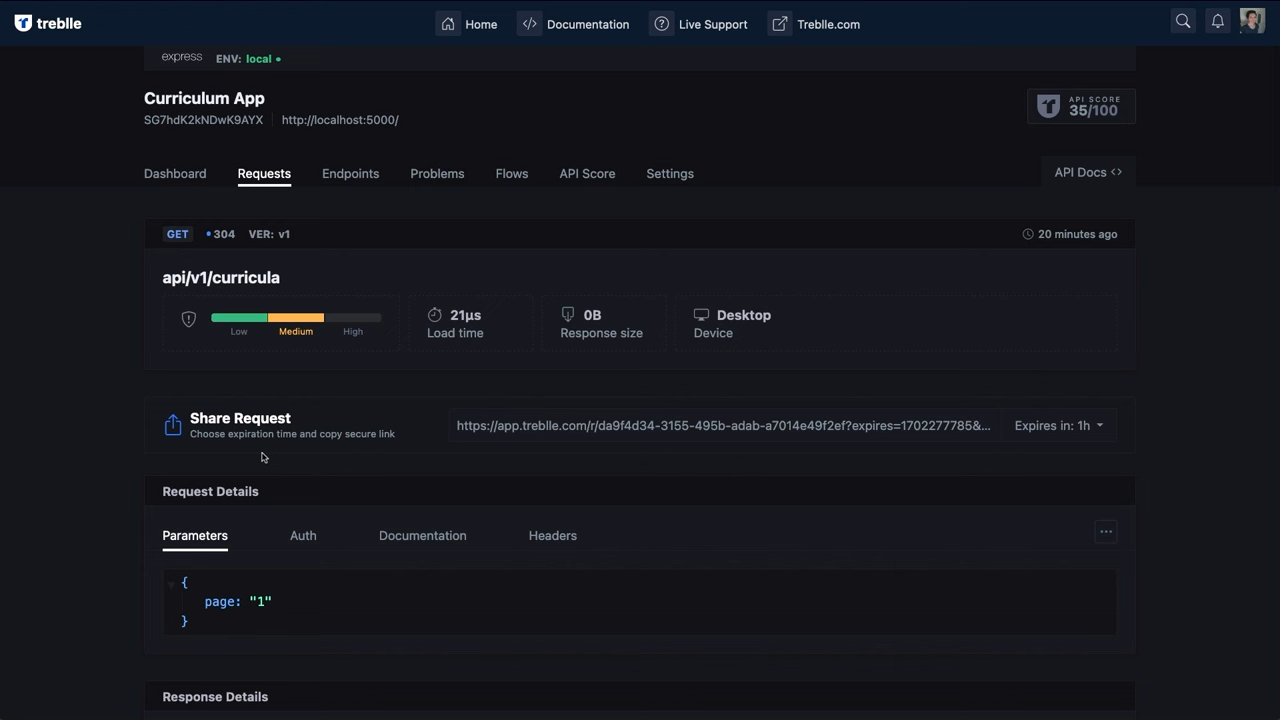 treblle
Home
Documentation
Live Support
Treblle.com
express
ENV: local
Curriculum App
SG7hdK2kNDwK9AYX
http://localhost:5000/
API SCORE
35/100
Dashboard
Requests
Endpoints
Problems
Flows
API Score
Settings
API Docs <>
GET
304
VER: v1
20 minutes ago
api/v1/curricula
Low
Medium
High
21µs
Load time
0B
Response size
Desktop
Device
Share Request
Choose expiration time and copy secure link
https://app.treblle.com/r/da9f4d34-3155-495b-adab-a7014e49f2ef?expires=1702277785&...
Expires in: 1h
Request Details
Parameters
Auth
Documentation
Headers
{
page: "1"
}
Response Details